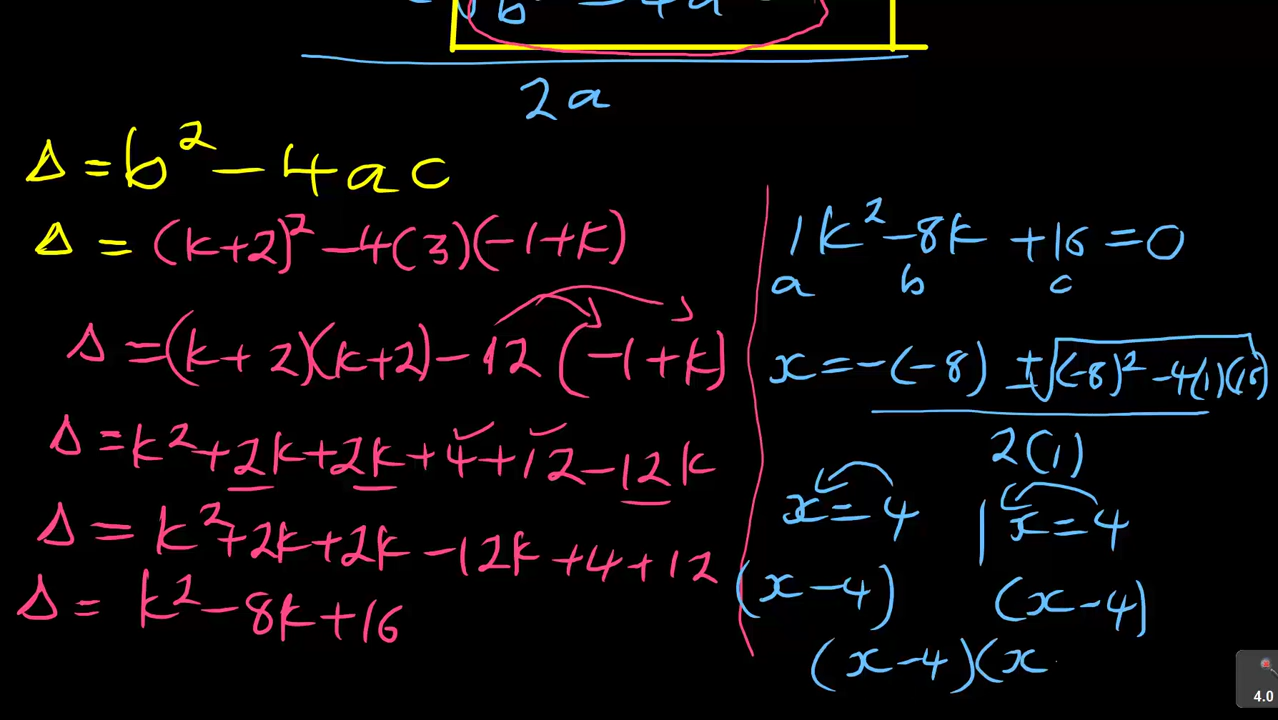 b² - 4a
2a
Δ = b² - 4ac
Δ = (k+2)² - 4(3)(-1+k)
Δ = (k+2)(k+2) - 12(-1+k)
Δ = k² + 2k + 2k + 4 + 12 - 12k
Δ = k² + 2k + 2k - 12k + 4 + 12
Δ = k² - 8k + 16
1k² - 8k + 16 = 0
a b c
x = -(-8) ± √(-8)² - 4(1)(16)
2(1)
x = 4 | x = 4
(x - 4) (x - 4)
(x - 4)(x
4.0